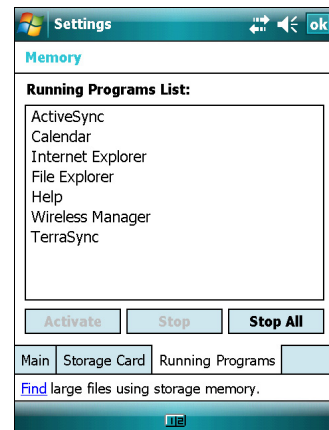 Settings
ok
Memory
Running Programs List:
ActiveSync
Calendar
Internet Explorer
File Explorer
Help
Wireless Manager
TerraSync
Activate Stop Stop All
Main Storage Card Running Programs
Find large files using storage memory.